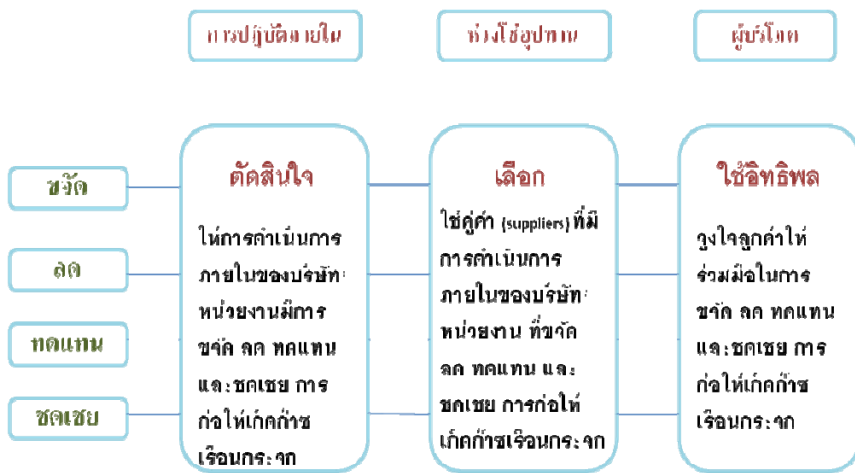 การปฏิบัติภายใน
ห่วงโซ่อุปทาน
ผู้บริโภค
ขจัด
ลด
ทดแทน
ชดเชย
ตัดสินใจ
ให้การดำเนินการ
ภายในของบริษัท/
หน่วยงานมีการ
ขจัด ลด ทดแทน
และชดเชย การ
ก่อให้เกิดก๊าซ
เรือนกระจก
เลือก
ใช้คู่ค้า (suppliers) ที่มี
การดำเนินการ
ภายในของบริษัท/
หน่วยงาน ที่ขจัด
ลด ทดแทน และ
ชดเชย การก่อให้
เกิดก๊าซเรือนกระจก
ใช้อิทธิพล
จูงใจลูกค้าให้
ร่วมมือในการ
ขจัด ลด ทดแทน
และชดเชย การ
ก่อให้เกิดก๊าซ
เรือนกระจก